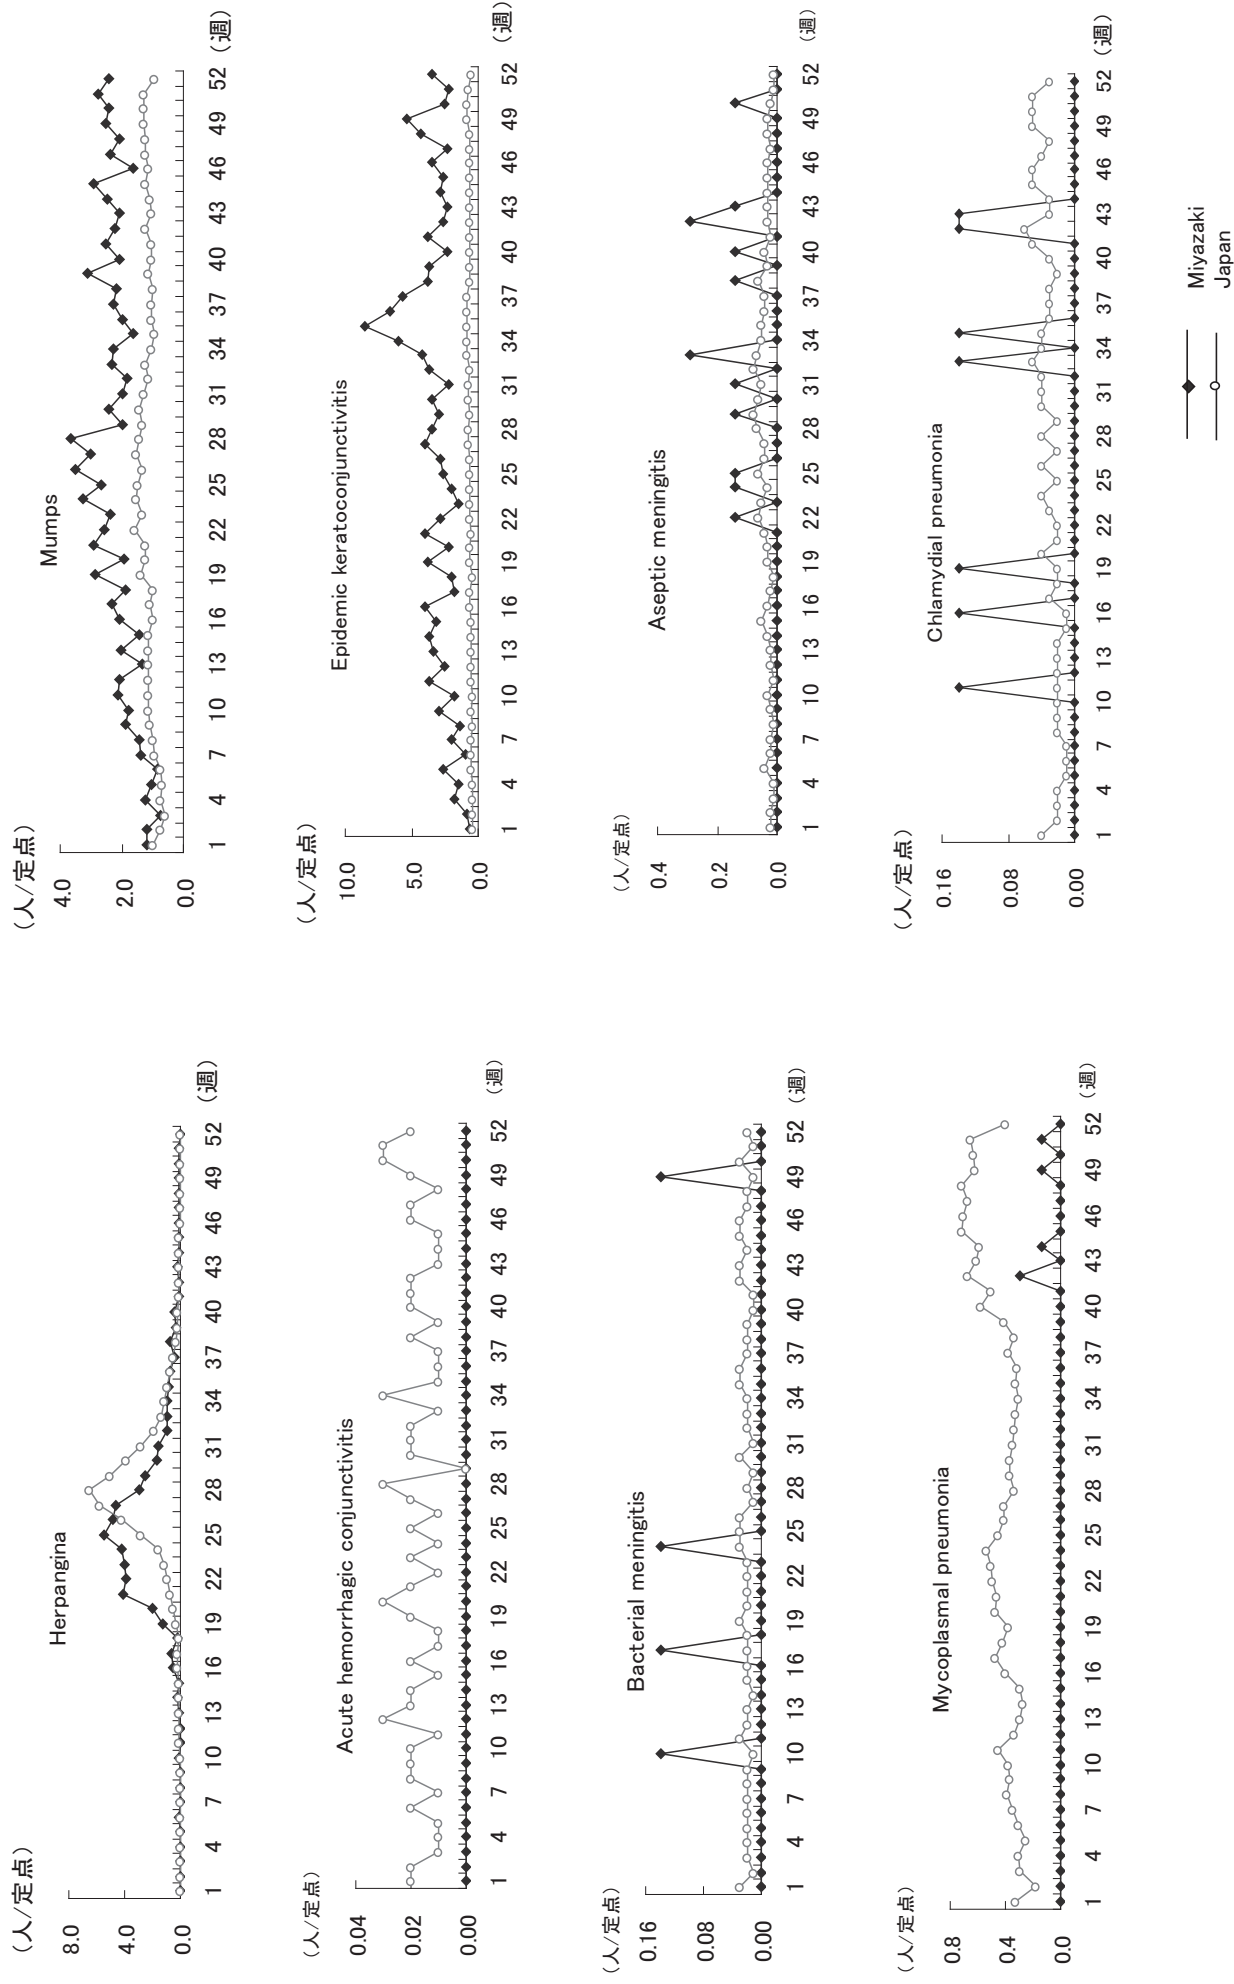 Herpangina
(人/定点)
8.0
4.0
0.0
1 4 7 10 13 16 19 22 25 28 31 34 37 40 43 46 49 52 (週)
Mumps
(人/定点)
4.0
2.0
0.0
1 4 7 10 13 16 19 22 25 28 31 34 37 40 43 46 49 52 (週)
Acute hemorrhagic conjunctivitis
(人/定点)
0.04
0.02
0.00
1 4 7 10 13 16 19 22 25 28 31 34 37 40 43 46 49 52 (週)
Epidemic keratoconjunctivitis
(人/定点)
10.0
5.0
0.0
1 4 7 10 13 16 19 22 25 28 31 34 37 40 43 46 49 52 (週)
Bacterial meningitis
(人/定点)
0.16
0.08
0.00
1 4 7 10 13 16 19 22 25 28 31 34 37 40 43 46 49 52 (週)
Aseptic meningitis
(人/定点)
0.4
0.2
0.0
1 4 7 10 13 16 19 22 25 28 31 34 37 40 43 46 49 52 (週)
Mycoplasmal pneumonia
(人/定点)
0.8
0.4
0.0
1 4 7 10 13 16 19 22 25 28 31 34 37 40 43 46 49 52 (週)
Chlamydial pneumonia
(人/定点)
0.16
0.08
0.00
1 4 7 10 13 16 19 22 25 28 31 34 37 40 43 46 49 52 (週)
Miyazaki
Japan